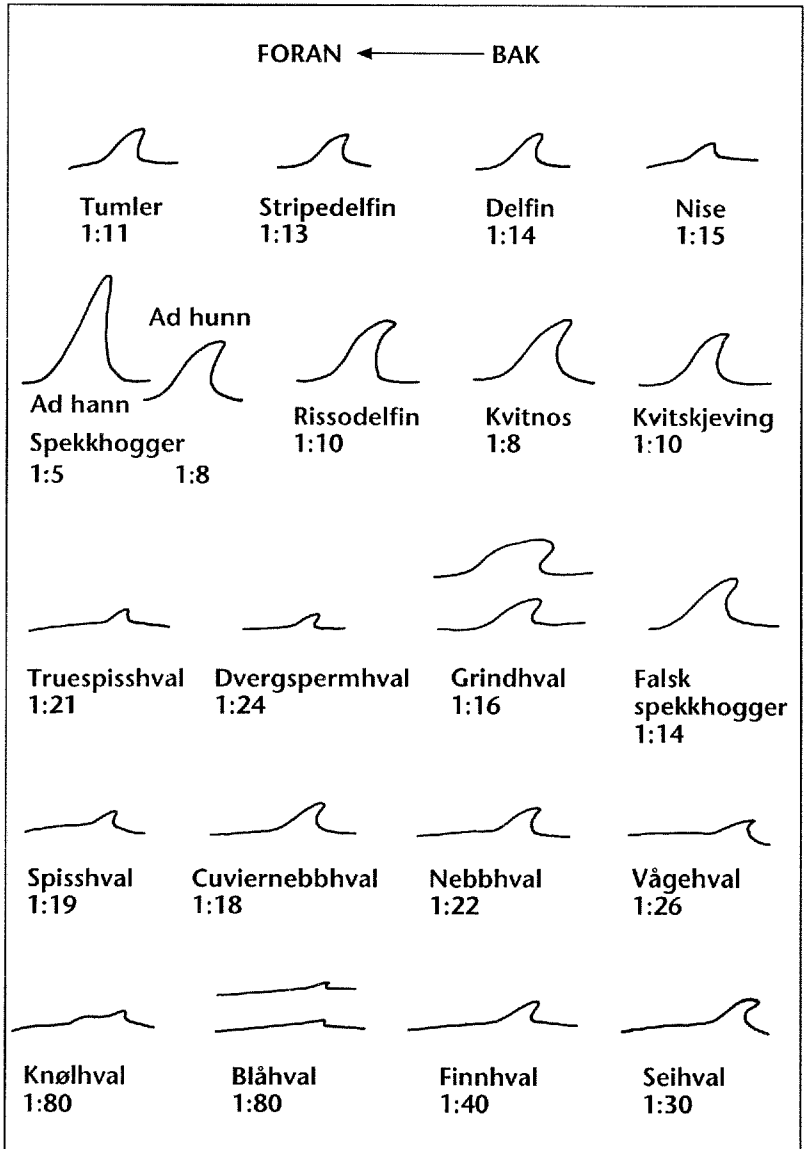 FORAN BAK
Tumler
1:11
Stripedelfin
1:13
Delfin
1:14
Nise
1:15
Ad hunn
Ad hann
Spekkhogger
1:5 1:8
Rissodelfin
1:10
Kvitnos
1:8
Kvitskjeving
1:10
Truespisshval
1:21
Dvergspermhval
1:24
Grindhval
1:16
Falsk
spekkhogger
1:14
Spisshval
1:19
Cuviernebbhval
1:18
Nebbhval
1:22
Vågehval
1:26
Knølhval
1:80
Blåhval
1:80
Finnhval
1:40
Seihval
1:30